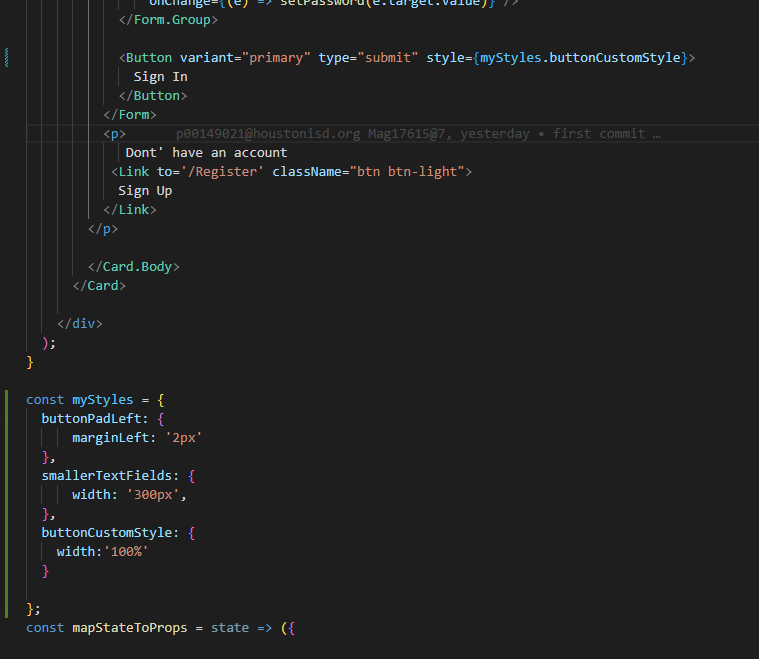 onChange={(e) => setPassword(e.target.value)} />
</Form.Group>
<Button variant="primary" type="submit" style={myStyles.buttonCustomStyle}>
Sign In
</Button>
</Form>
<p> p00149021@houstonisd.org Mag17615@7, yesterday • first commit …
Dont' have an account
<Link to='/Register' className="btn btn-light">
Sign Up
</Link>
</p>
</Card.Body>
</Card>
</div>
);
}
const myStyles = {
buttonPadLeft: {
marginLeft: '2px'
},
smallerTextFields: {
width: '300px',
},
buttonCustomStyle: {
width:'100%'
}
};
const mapStateToProps = state => ({